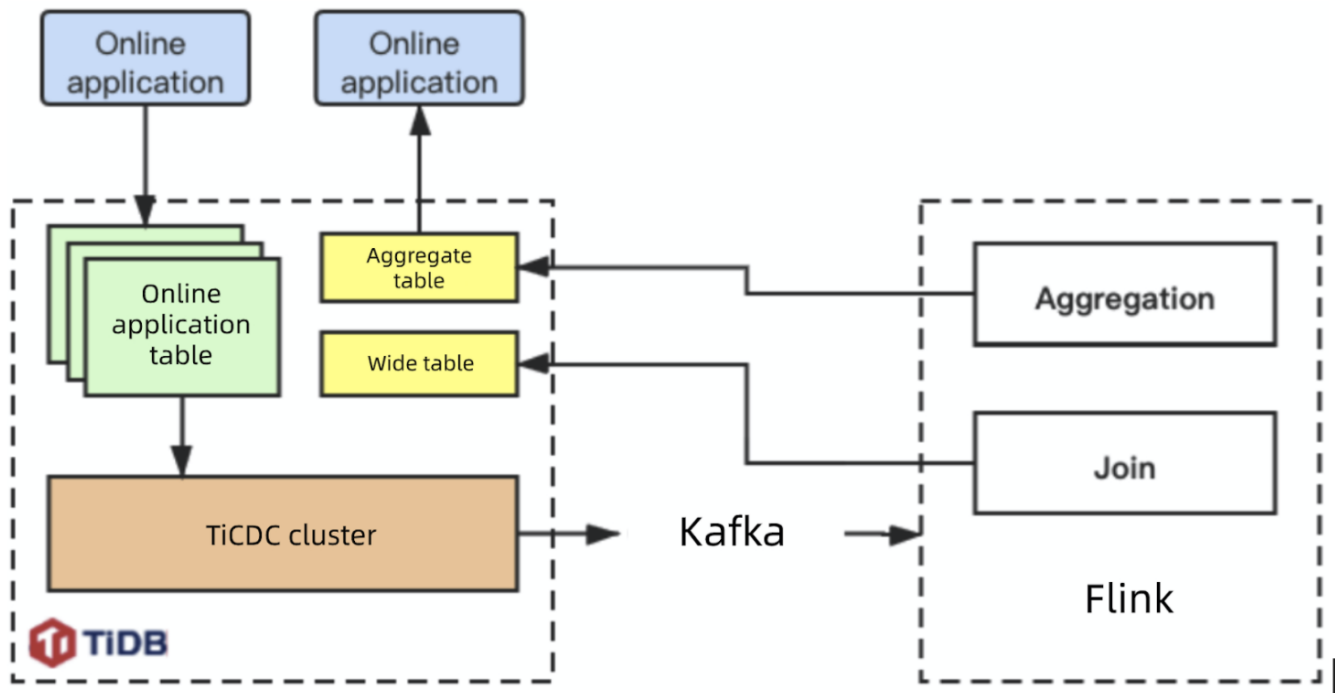 Online
application
Online
application
Online
application
table
Aggregate
table
Wide table
Aggregation
Join
TiCDC cluster
Kafka
Flink
TiDB